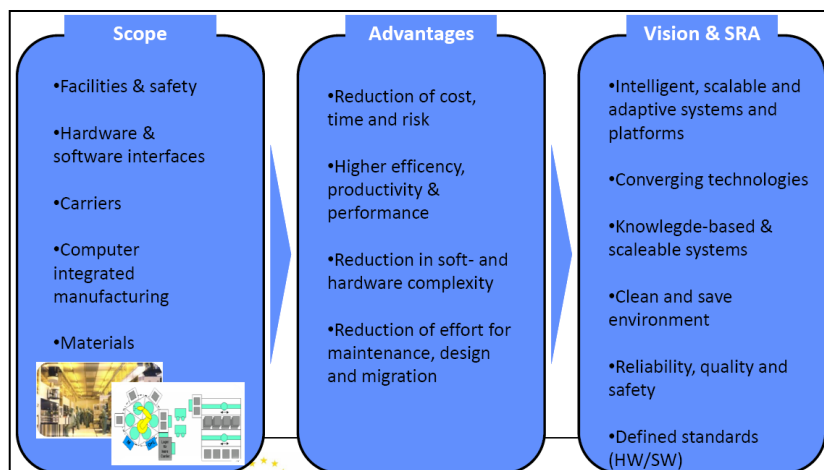 Scope
•Facilities & safety
•Hardware &
software interfaces
•Carriers
•Computer
integrated
manufacturing
•Materials
Advantages
•Reduction of cost,
time and risk
•Higher efficency,
productivity &
performance
•Reduction in soft- and
hardware complexity
•Reduction of effort for
maintenance, design
and migration
Vision & SRA
•Intelligent, scalable and
adaptive systems and
platforms
•Converging technologies
•Knowlegde-based &
scaleable systems
•Clean and save
environment
•Reliability, quality and
safety
•Defined standards
(HW/SW)